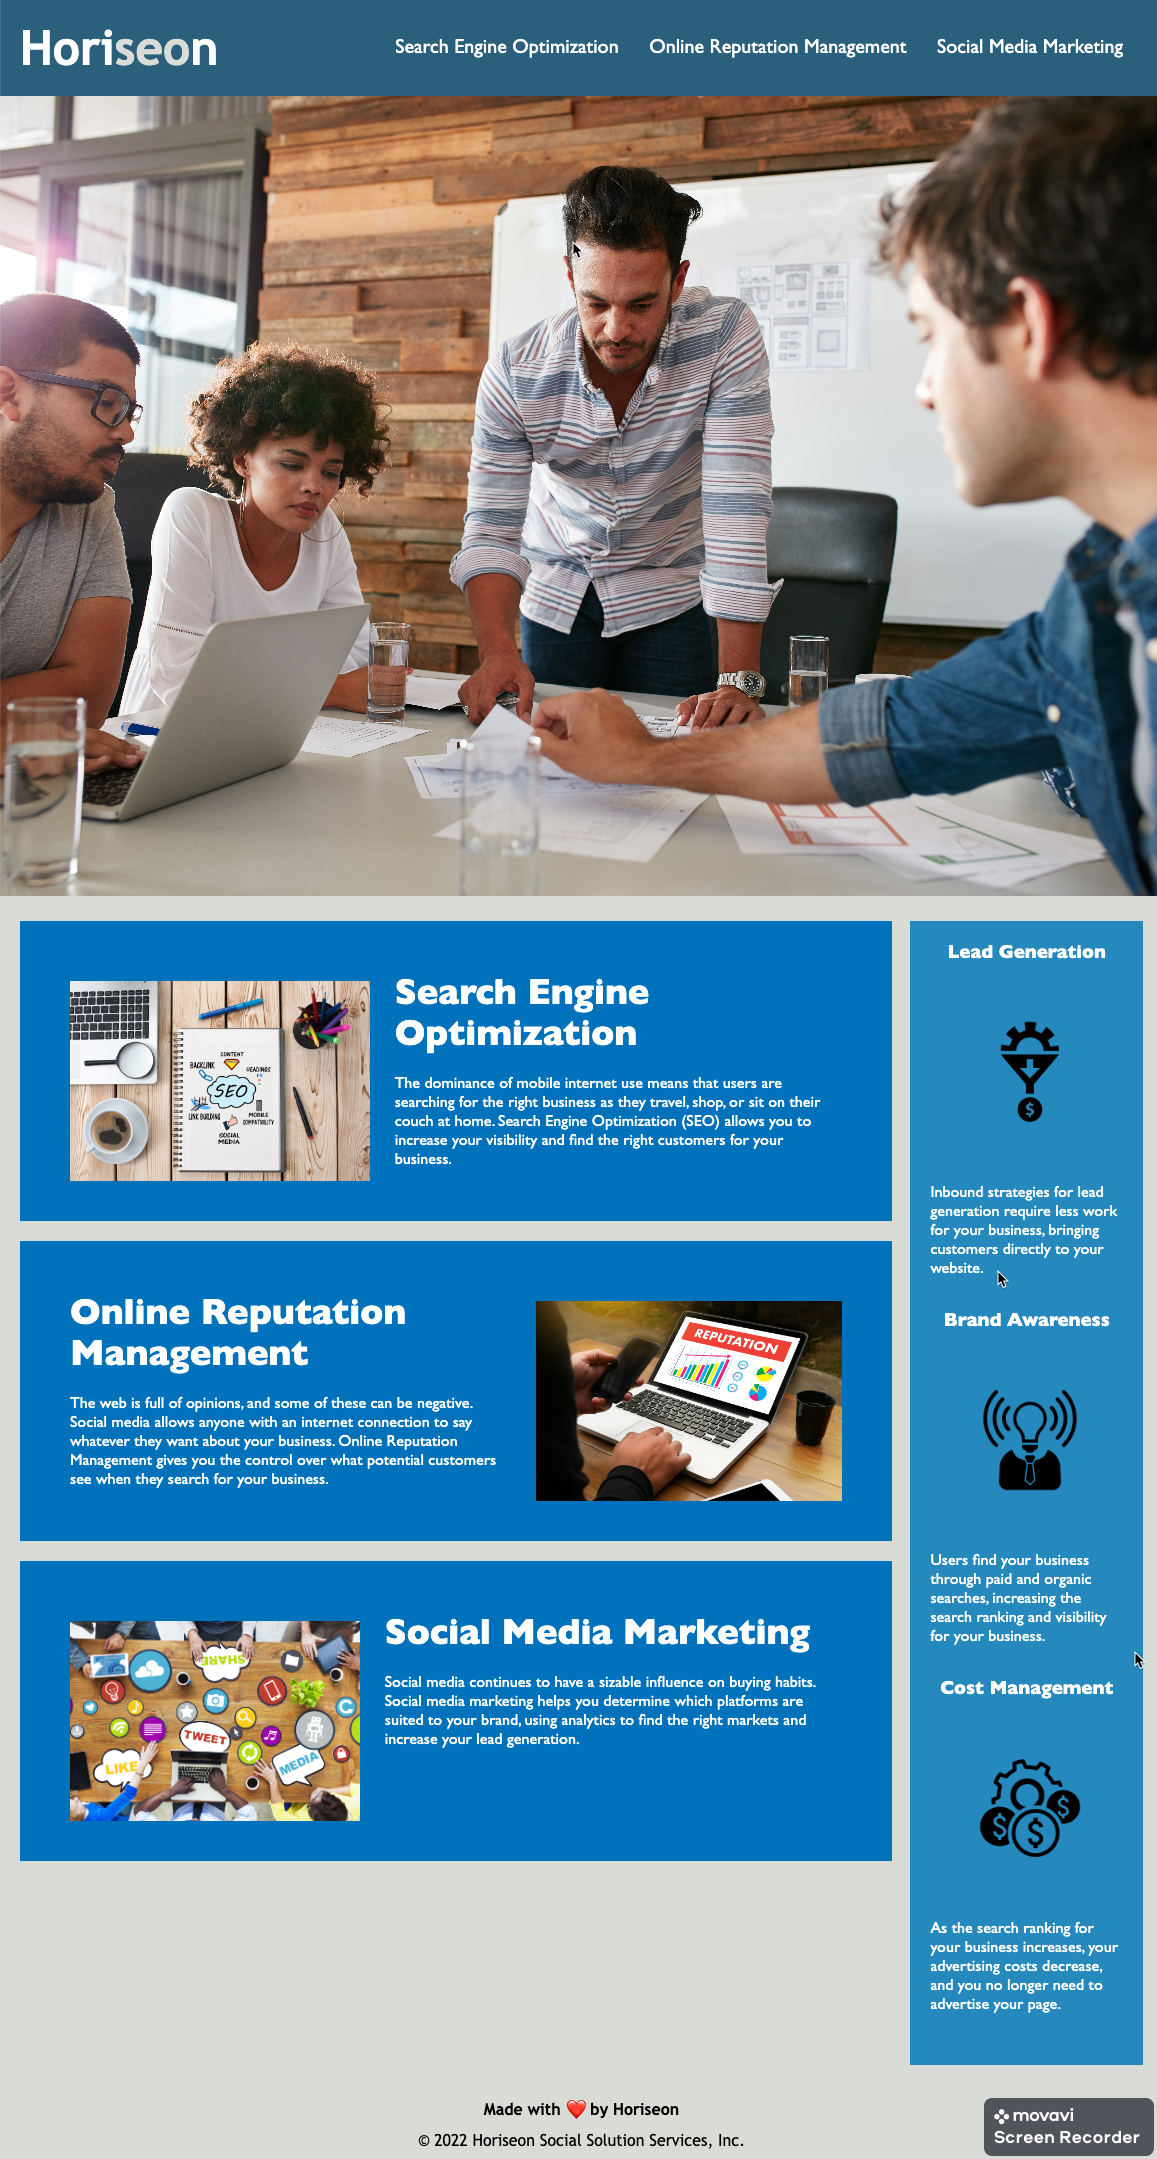 Horiseon
Search Engine Optimization
Online Reputation Management
Social Media Marketing
CONTENT
BACKLINK
HEADINGS
SEO
LINK BUILDING
MOBILE
COMPATIBILITY
SOCIAL
MEDIA
Search Engine
Optimization
The dominance of mobile internet use means that users are
searching for the right business as they travel, shop, or sit on their
couch at home. Search Engine Optimization (SEO) allows you to
increase your visibility and find the right customers for your
business.
Online Reputation
Management
The web is full of opinions, and some of these can be negative.
Social media allows anyone with an internet connection to say
whatever they want about your business. Online Reputation
Management gives you the control over what potential customers
see when they search for your business.
REPUTATION
SHARE
TWEET
LIKE
MEDIA
Social Media Marketing
Social media continues to have a sizable influence on buying habits.
Social media marketing helps you determine which platforms are
suited to your brand, using analytics to find the right markets and
increase your lead generation.
Lead Generation
$
Inbound strategies for lead
generation require less work
for your business, bringing
customers directly to your
website.
Brand Awareness
Users find your business
through paid and organic
searches, increasing the
search ranking and visibility
for your business.
Cost Management
$ $ $
As the search ranking for
your business increases, your
advertising costs decrease,
and you no longer need to
advertise your page.
Made with ❤️ by Horiseon
© 2022 Horiseon Social Solution Services, Inc.
movavi
Screen Recorder